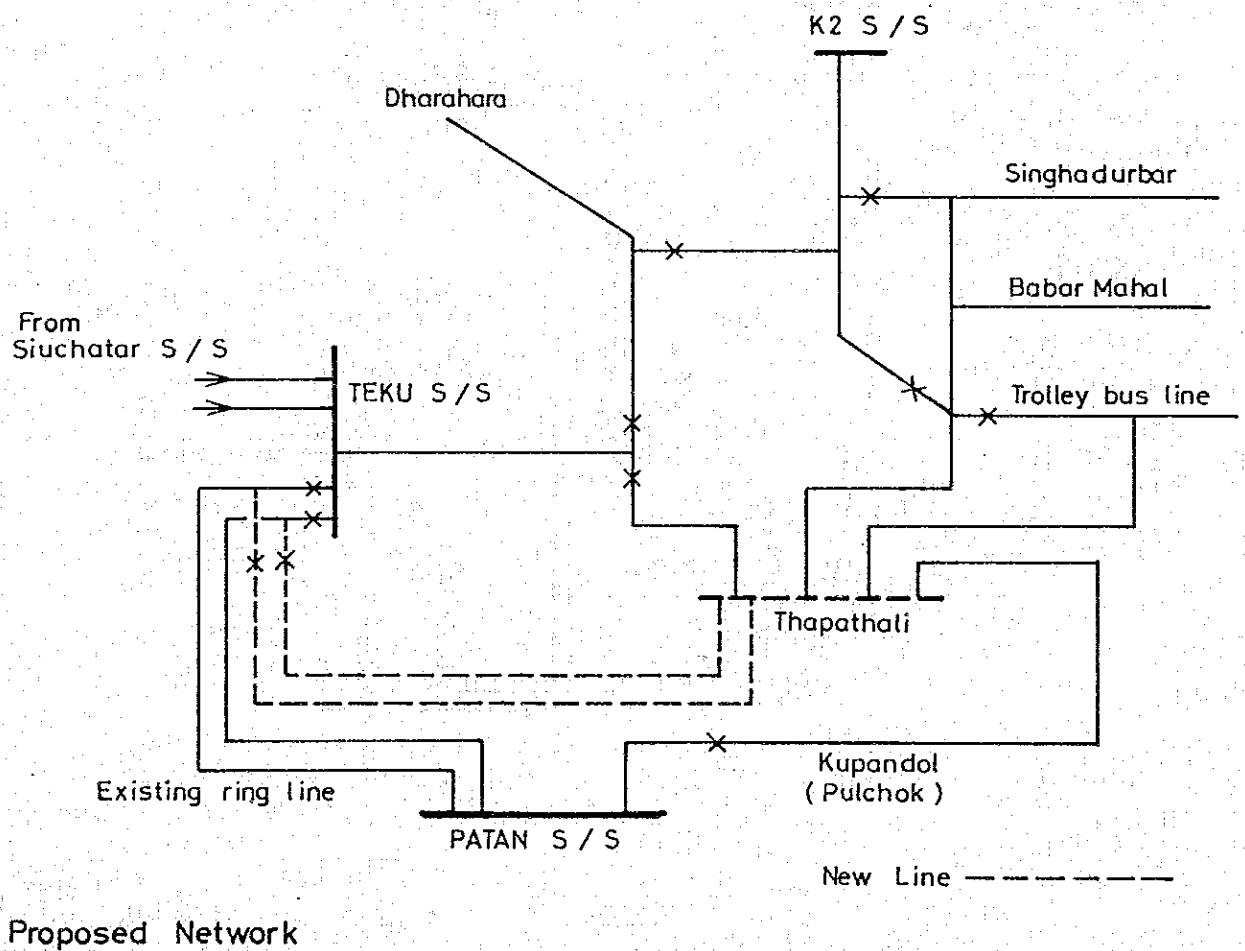 K2 S/S
Dharahara
Singhadurbar
Babar Mahal
From
Siuchatar S/S
TEKU S/S
Trolley bus line
Thapathali
Kupandol
(Pulchok)
Existing ring line
PATAN S/S
New Line
Proposed Network